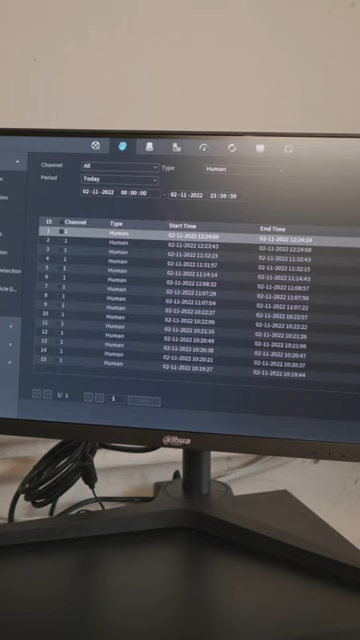 Channel All Type Human
Period Today
02-11-2022 00:00:00 - 02-11-2022 23:59:59
15 Channel Type Start Time End Time
1 1 Human 02-11-2022 12:24:09 02-11-2022 12:24:24
2 1 Human 02-11-2022 12:23:43 02-11-2022 12:24:08
3 1 Human 02-11-2022 11:32:23 02-11-2022 11:32:43
4 1 Human 02-11-2022 11:31:57 02-11-2022 11:32:15
5 1 Human 02-11-2022 11:14:14 02-11-2022 11:14:43
6 1 Human 02-11-2022 11:08:32 02-11-2022 11:08:57
7 1 Human 02-11-2022 11:07:29 02-11-2022 11:07:50
8 1 Human 02-11-2022 11:07:04 02-11-2022 11:07:22
9 1 Human 02-11-2022 10:22:27 02-11-2022 10:22:57
10 1 Human 02-11-2022 10:22:06 02-11-2022 10:22:22
11 1 Human 02-11-2022 10:21:10 02-11-2022 10:21:26
12 1 Human 02-11-2022 10:20:49 02-11-2022 10:21:06
13 1 Human 02-11-2022 10:20:38 02-11-2022 10:20:47
14 1 Human 02-11-2022 10:20:21 02-11-2022 10:20:37
15 1 Human 02-11-2022 10:19:27 02-11-2022 10:19:44
Detection
1/1 1
alhua